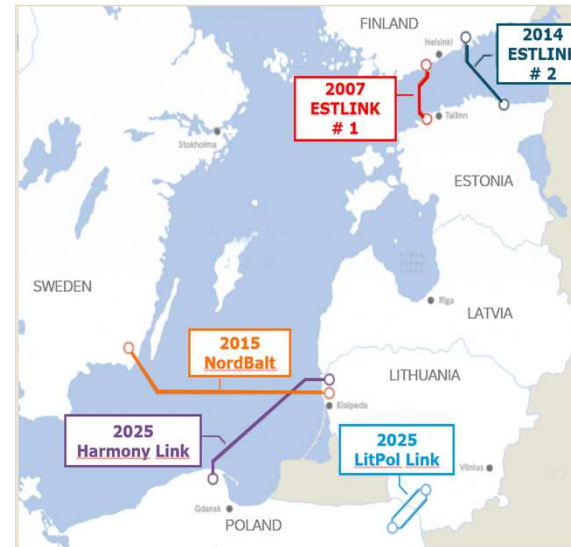 FINLAND
2014
ESTLINK
# 2
Helsinki
2007
ESTLINK
# 1
Tallinn
Stokholma
ESTONIA
SWEDEN
Riga
LATVIA
2015
NordBalt
LITHUANIA
Klaipeda
2025
Harmony Link
2025
LitPol Link
Vilnius
Gdansk
POLAND